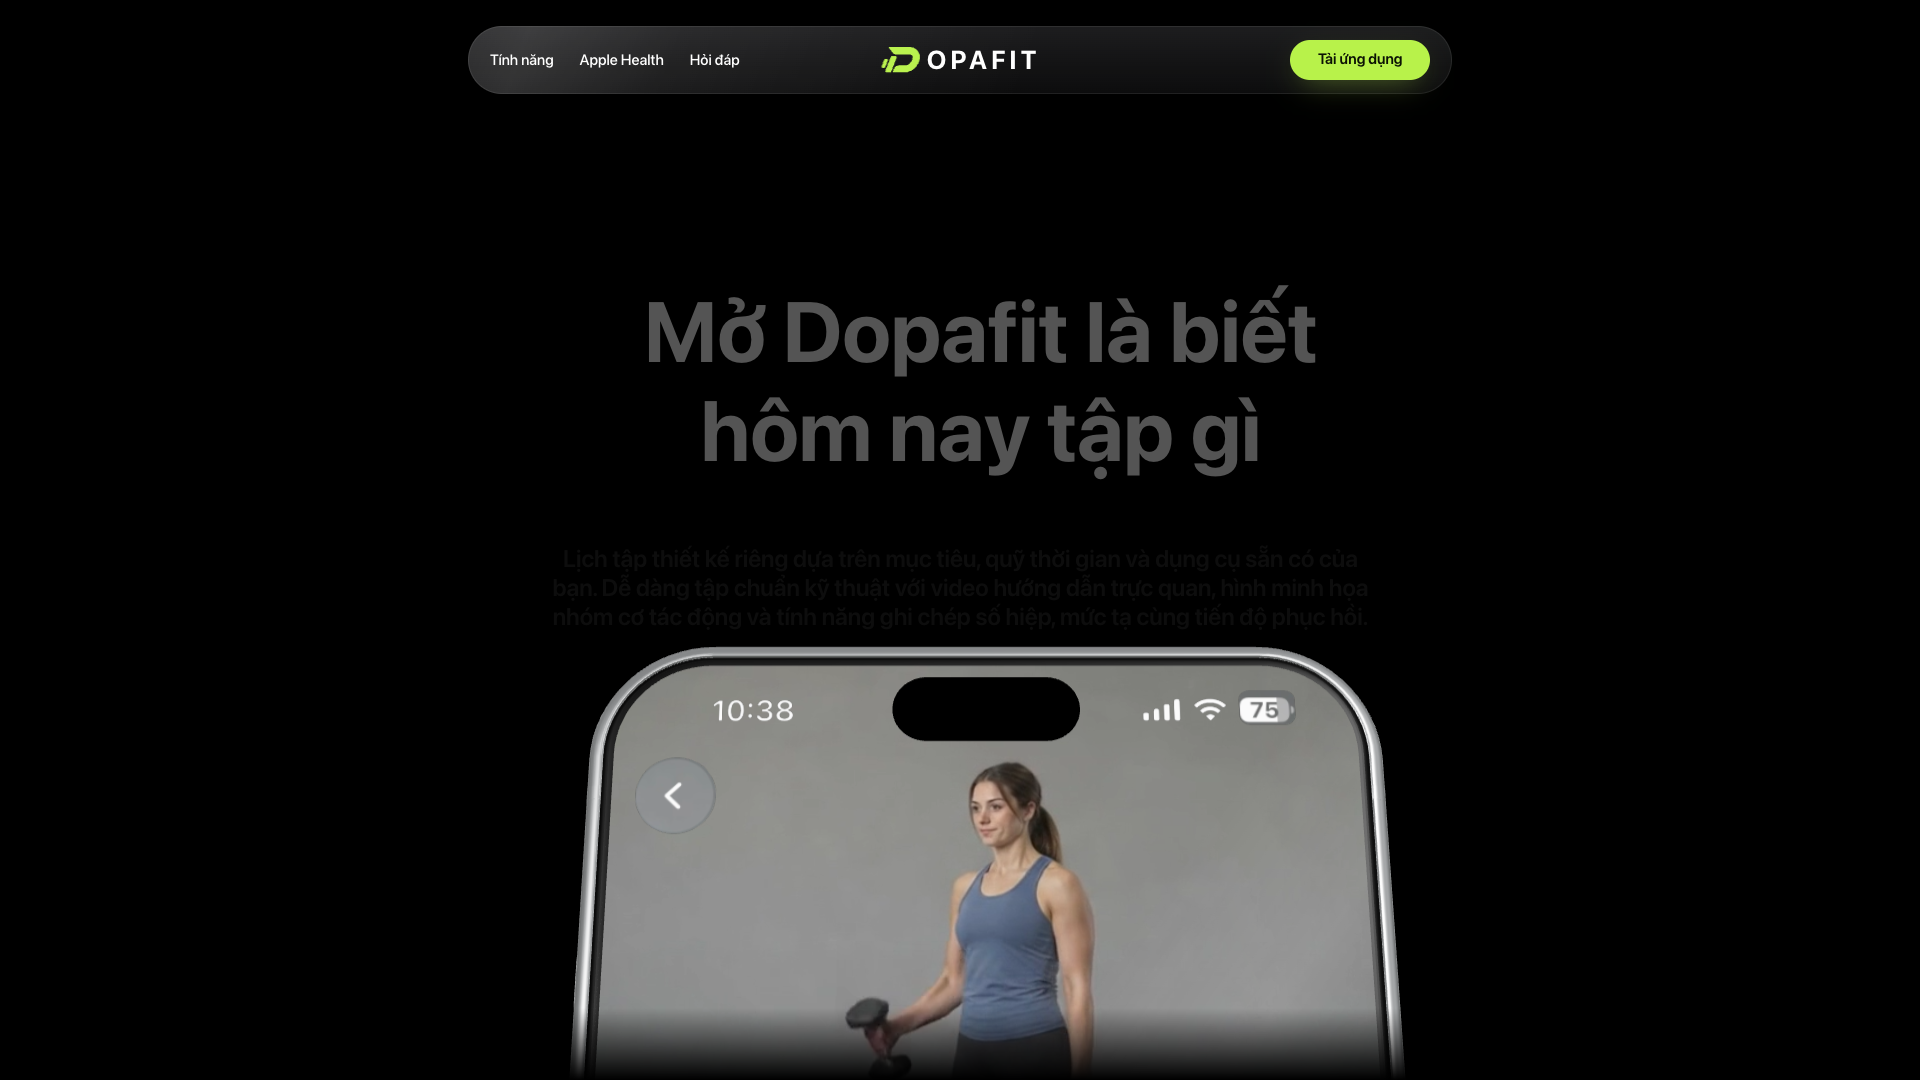 Tính năng
Apple Health
Hỏi đáp
DOPAFIT
Tải ứng dụng
Mở Dopafit là biết
hôm nay tập gì
Lịch tập thiết kế riêng dựa trên mục tiêu, quỹ thời gian và dụng cụ sẵn có của
bạn. Dễ dàng tập chuẩn kỹ thuật với video hướng dẫn trực quan, hình minh họa
nhóm cơ tác động và tính năng ghi chép số hiệp, mức tạ cùng tiến độ phục hồi.
10:38
75